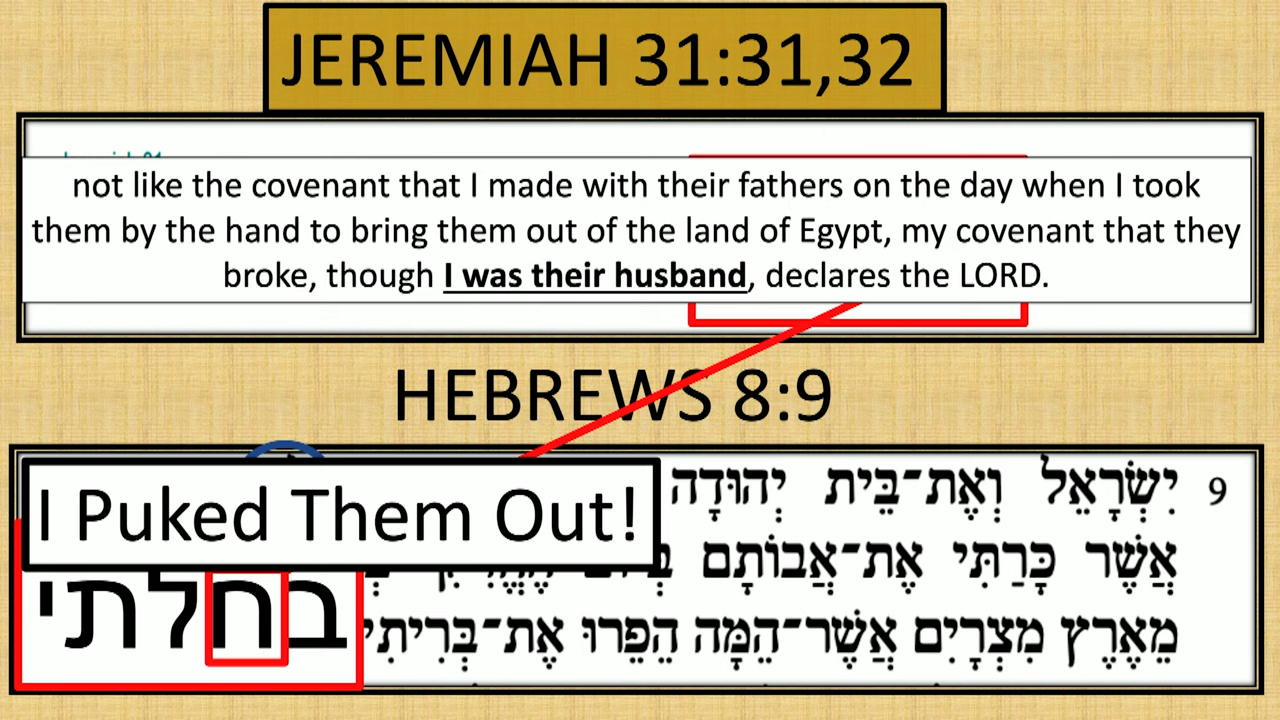 JEREMIAH 31:31,32
not like the covenant that I made with their fathers on the day when I took
them by the hand to bring them out of the land of Egypt, my covenant that they
broke, though I was their husband, declares the LORD.
HEBREWS 8:9
I Puked Them Out!
9 יִשְׂרָאֵל וְאֶת־בֵּית יְהוּדָה
אֲשֶׁר כָּרַתִּי אֶת־אֲבוֹתָם
מֵאֶרֶץ מִצְרָיִם אֲשֶׁר־הֵמָּה הֵפֵרוּ אֶת־בְּרִיתִי
בחלתי